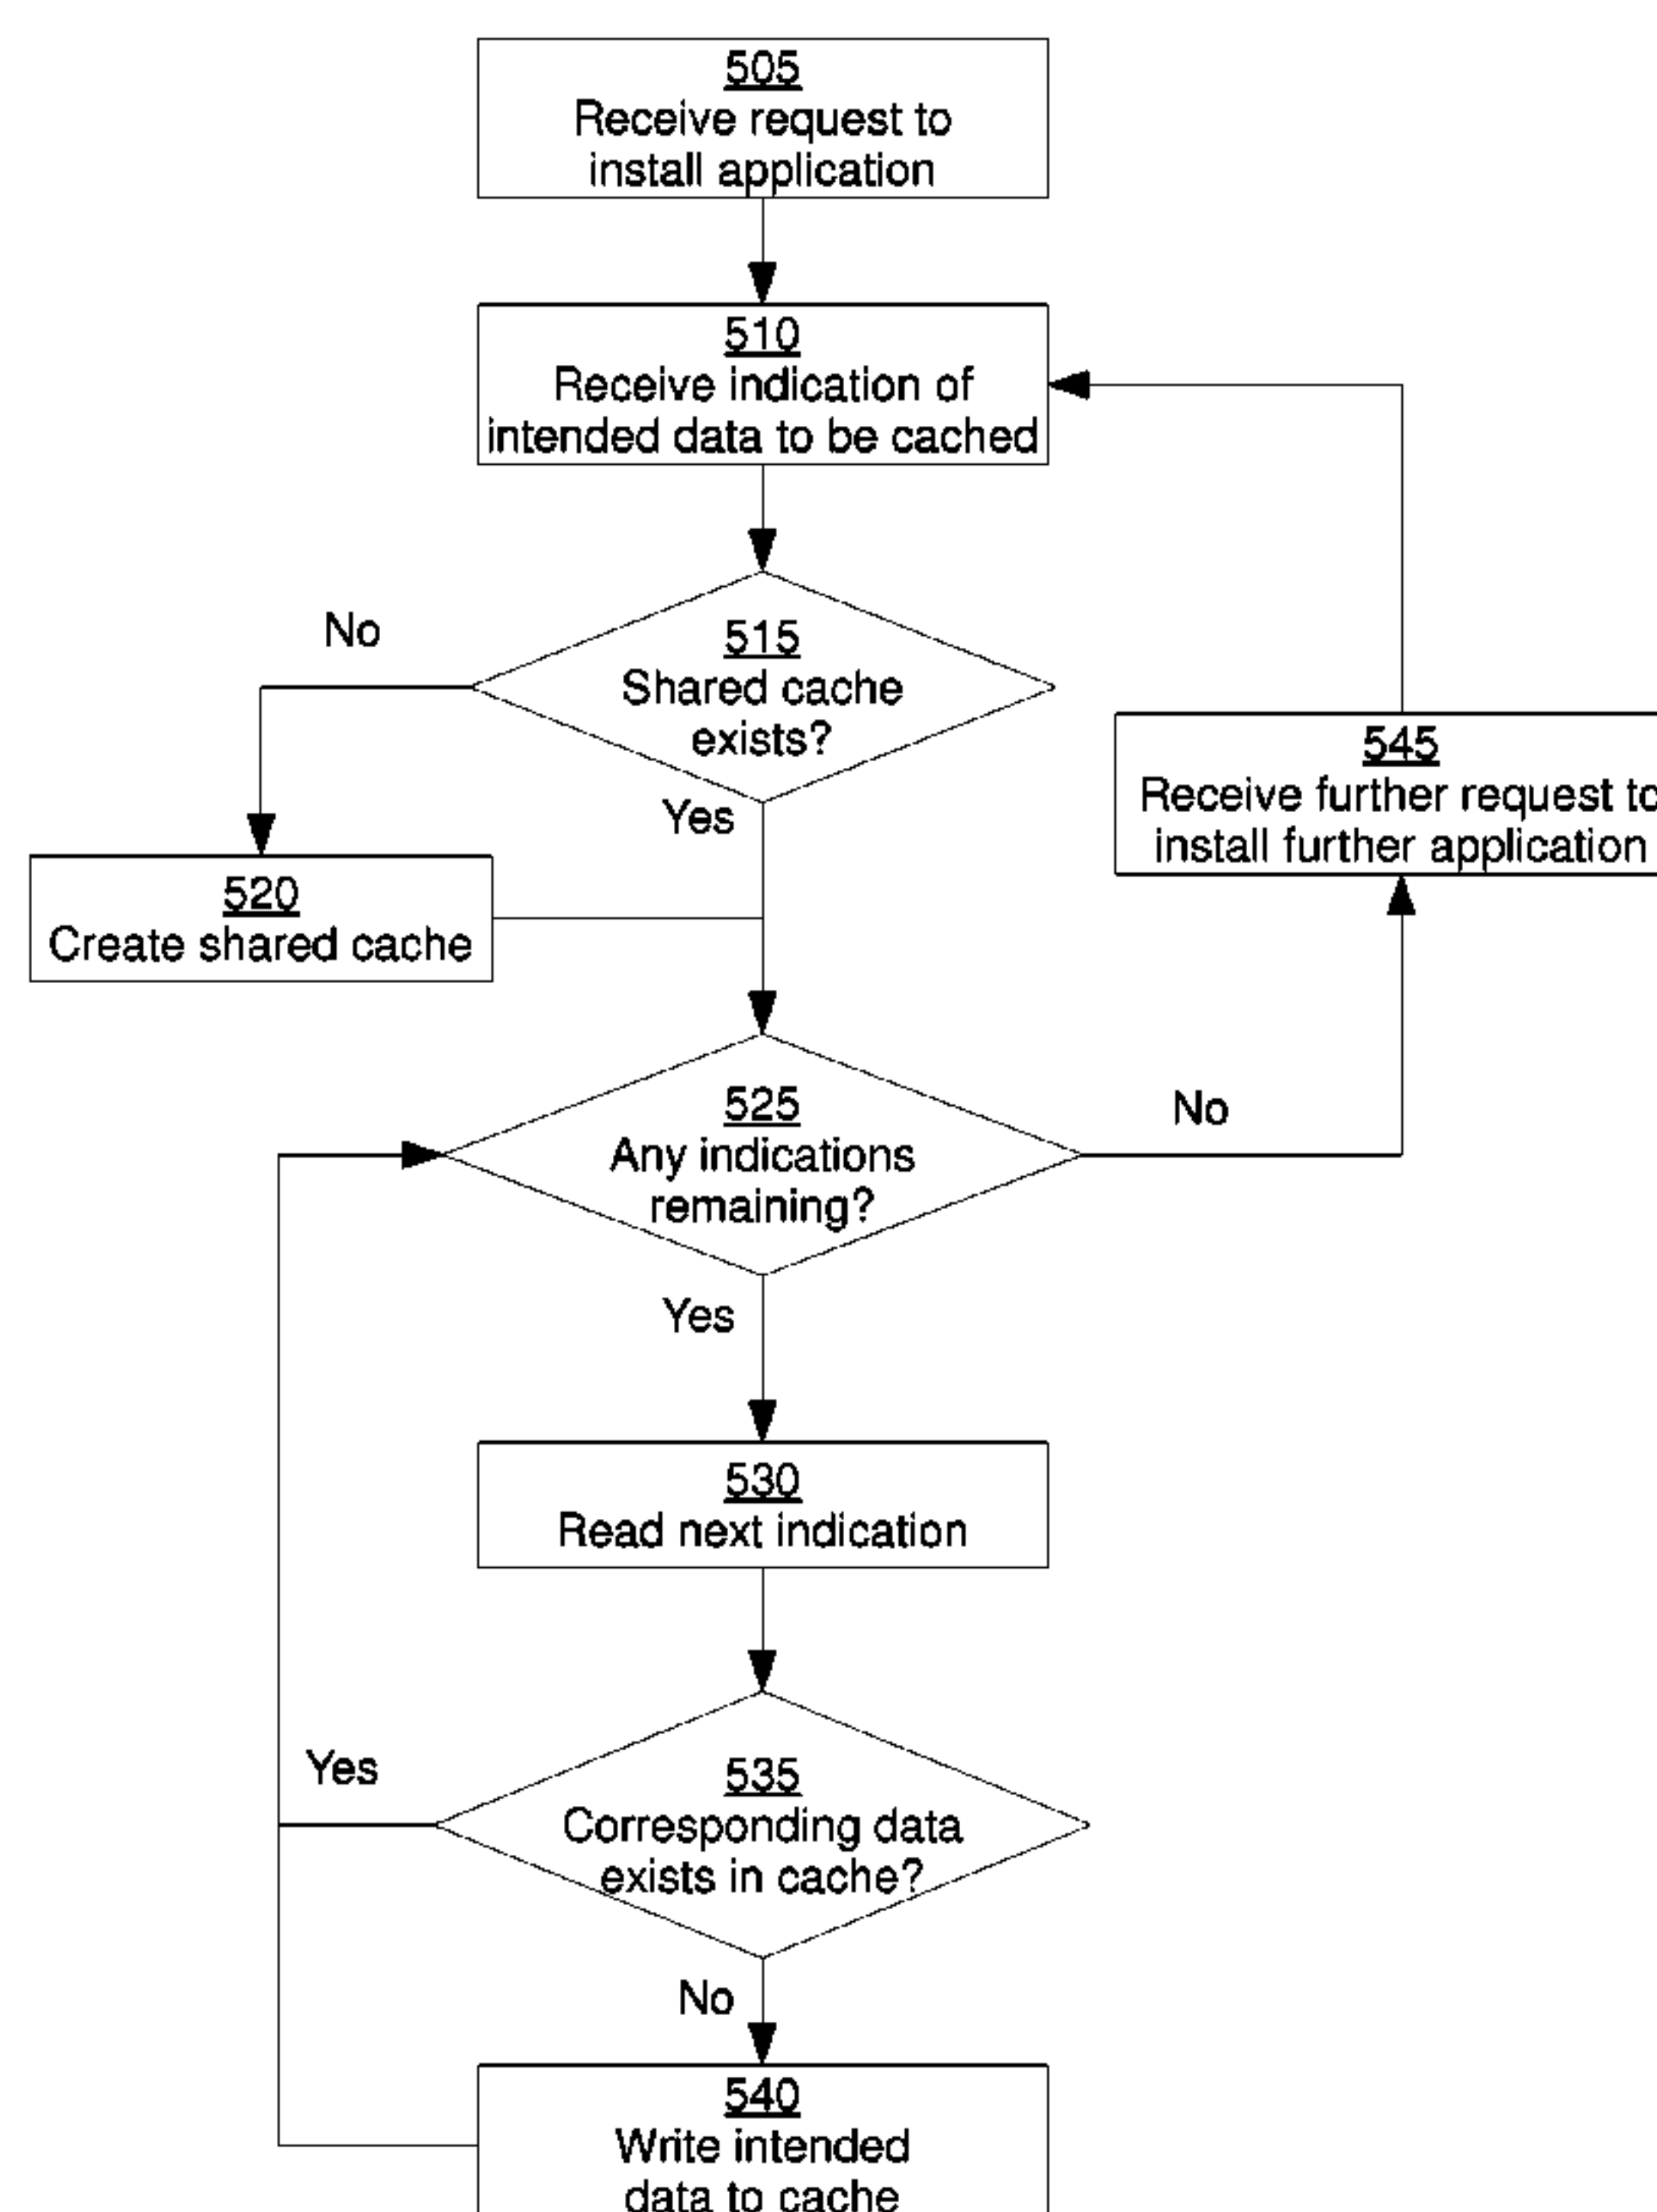 505
Receive request to
install application
510
Receive indication of
intended data to be cached
No
515
Shared cache
exists?
Yes
545
Receive further request to
install further application
520
Create shared cache
525
Any indications
remaining?
No
Yes
530
Read next indication
Yes
535
Corresponding data
exists in cache?
No
540
Write intended
data to cache